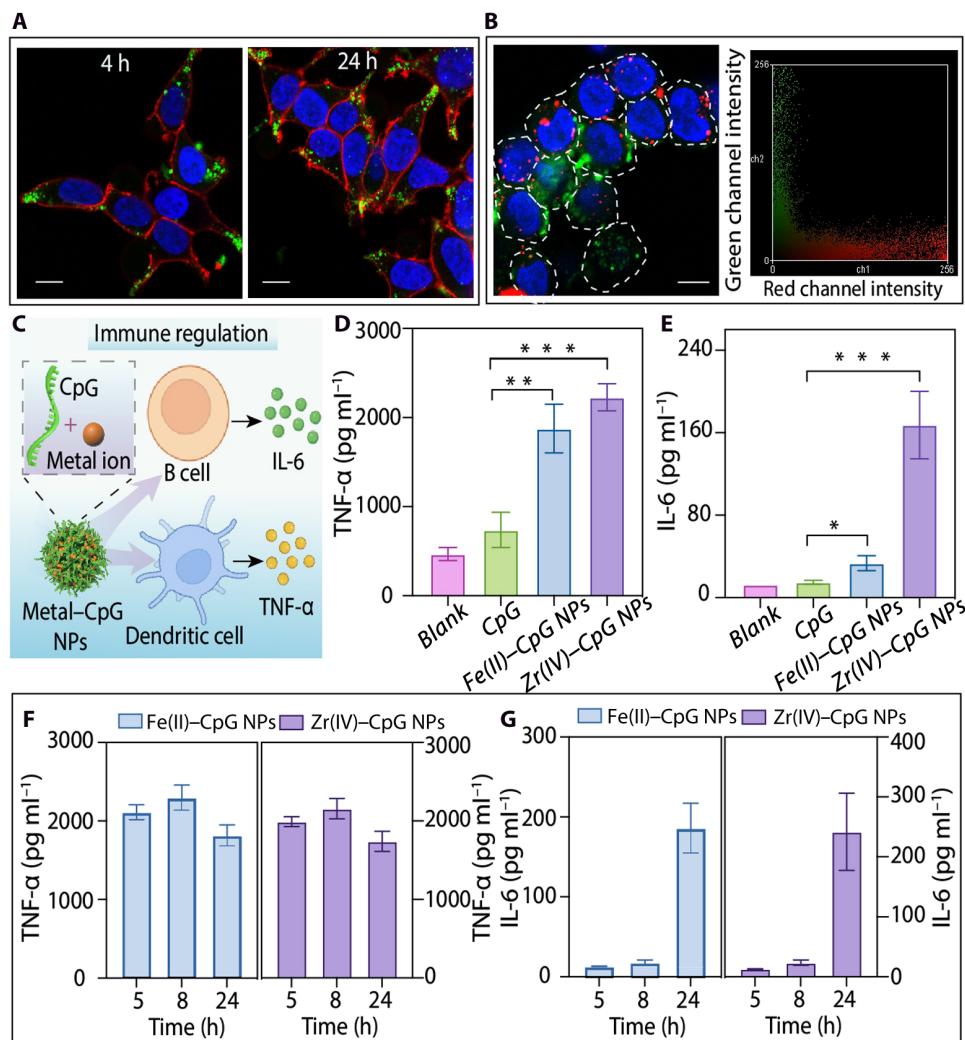 A
4 h
24 h
B
Green channel intensity
256
ch2
0
0
ch1
256
Red channel intensity
C
Immune regulation
CpG
+
Metal ion
B cell
IL-6
Metal–CpG
NPs
Dendritic cell
TNF-α
D
TNF-α (pg ml⁻¹)
3000
2000
1000
0
* *
* * *
Blank
CpG
Fe(II)–CpG NPs
Zr(IV)–CpG NPs
E
IL-6 (pg ml⁻¹)
240
160
80
0
*
* * *
Blank
CpG
Fe(II)–CpG NPs
Zr(IV)–CpG NPs
F
Fe(II)–CpG NPs
Zr(IV)–CpG NPs
TNF-α (pg ml⁻¹)
3000
2000
1000
0
5 8 24
Time (h)
5 8 24
Time (h)
3000
2000
1000
0
TNF-α (pg ml⁻¹)
G
Fe(II)–CpG NPs
Zr(IV)–CpG NPs
IL-6 (pg ml⁻¹)
300
200
100
0
5 8 24
Time (h)
5 8 24
Time (h)
400
300
200
100
0
IL-6 (pg ml⁻¹)